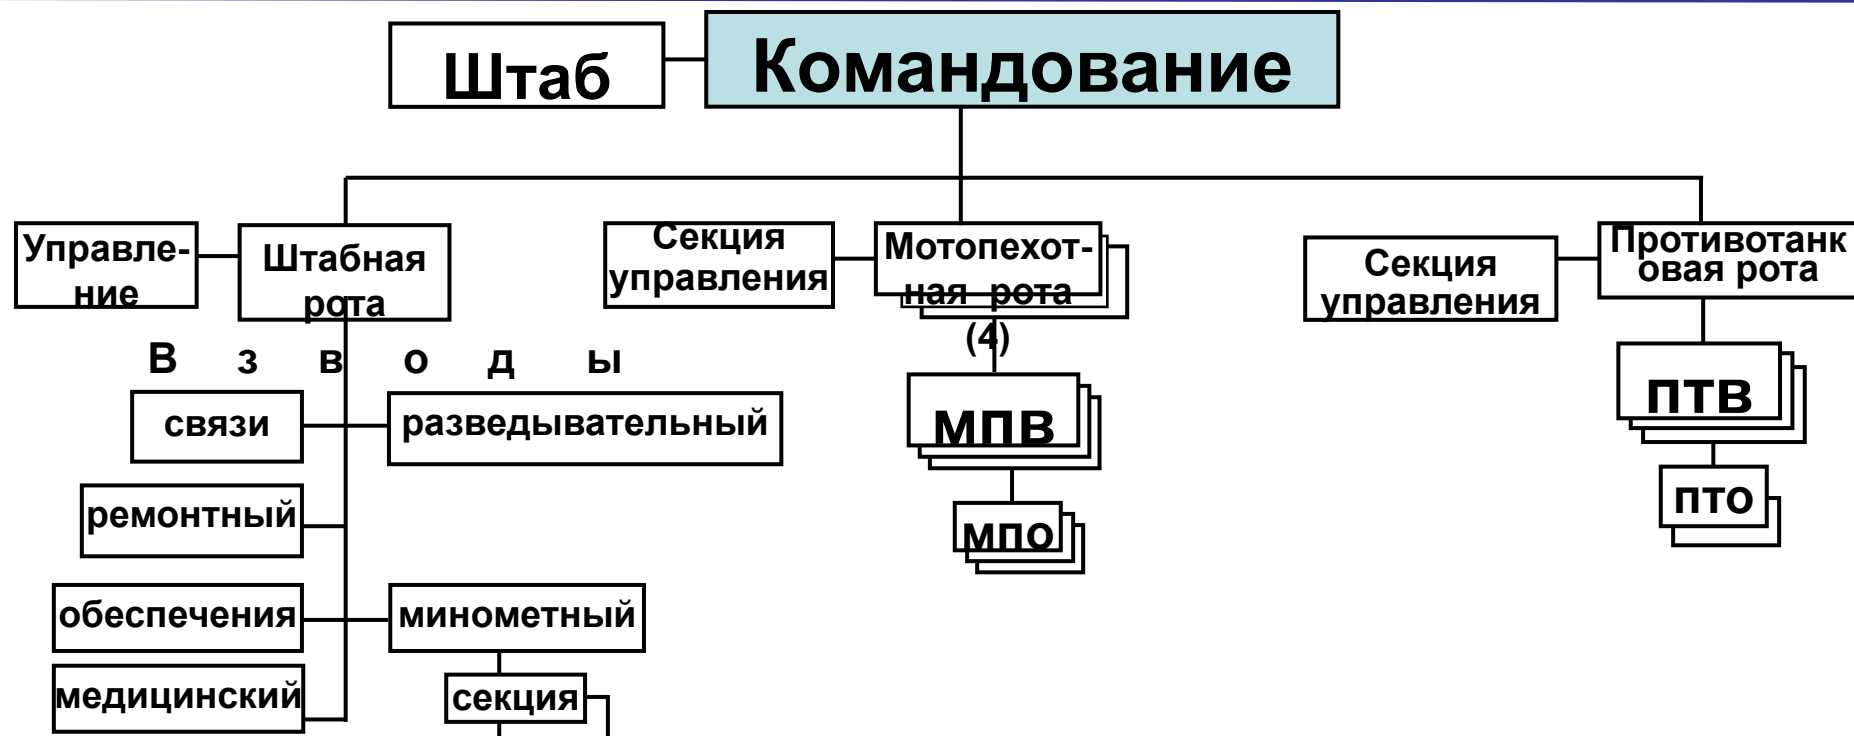 Штаб
Командование
Управле-
ние
Штабная
рота
Секция
управления
Мотопехот-
ная рота
(4)
Секция
управления
Противотанк
овая рота
В з в о д ы
связи
разведывательный
ремонтный
обеспечения
минометный
медицинский
секция
мпв
мпо
птв
пто